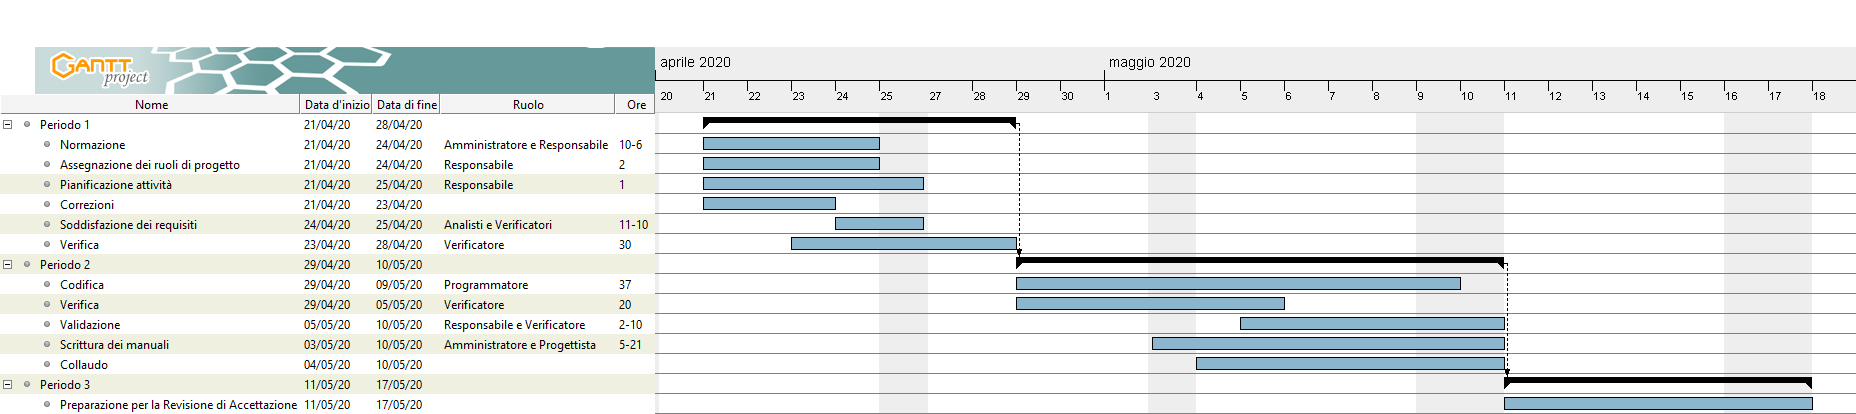 GANTT
project
aprile 2020 maggio 2020
Nome Data d'inizio Data di fine Ruolo Ore
20 21 22 23 24 25 27 28 29 30 1 3 4 5 6 7 8 9 10 11 12 13 14 15 16 17 18
Periodo 1 21/04/20 28/04/20
Normazione 21/04/20 24/04/20 Amministratore e Responsabile 10-6
Assegnazione dei ruoli di progetto 21/04/20 24/04/20 Responsabile 2
Pianificazione attività 21/04/20 25/04/20 Responsabile 1
Correzioni 21/04/20 23/04/20
Soddisfazione dei requisiti 24/04/20 25/04/20 Analisti e Verificatori 11-10
Verifica 23/04/20 28/04/20 Verificatore 30
Periodo 2 29/04/20 10/05/20
Codifica 29/04/20 09/05/20 Programmatore 37
Verifica 29/04/20 05/05/20 Verificatore 20
Validazione 05/05/20 10/05/20 Responsabile e Verificatore 2-10
Scrittura dei manuali 03/05/20 10/05/20 Amministratore e Progettista 5-21
Collaudo 04/05/20 10/05/20
Periodo 3 11/05/20 17/05/20
Preparazione per la Revisione di Accettazione 11/05/20 17/05/20